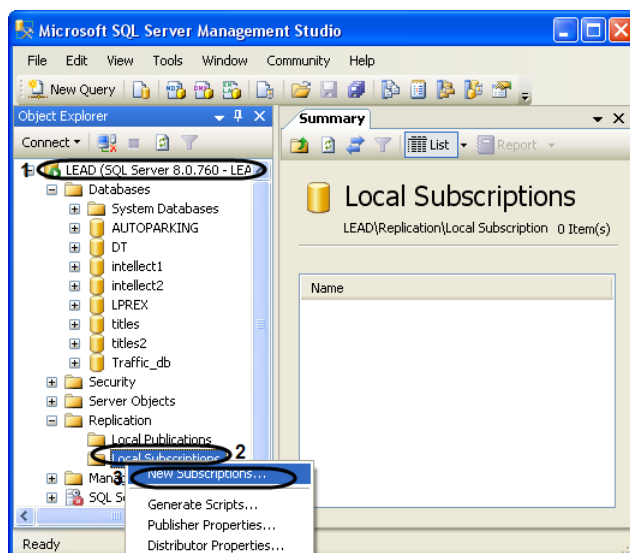 Microsoft SQL Server Management Studio
File Edit View Tools Window Community Help
New Query
Object Explorer
Connect
1 LEAD (SQL Server 8.0.760 - LEA
Databases
System Databases
AUTOPARKING
DT
intellect1
intellect2
LPREX
titles
titles2
Traffic_db
Security
Server Objects
Replication
Local Publications
Local Subscriptions 2
3 New Subscriptions...
Generate Scripts...
Publisher Properties...
Distributor Properties...
Ready
Summary
List Report
Local Subscriptions
LEAD\Replication\Local Subscription 0 Item(s)
Name